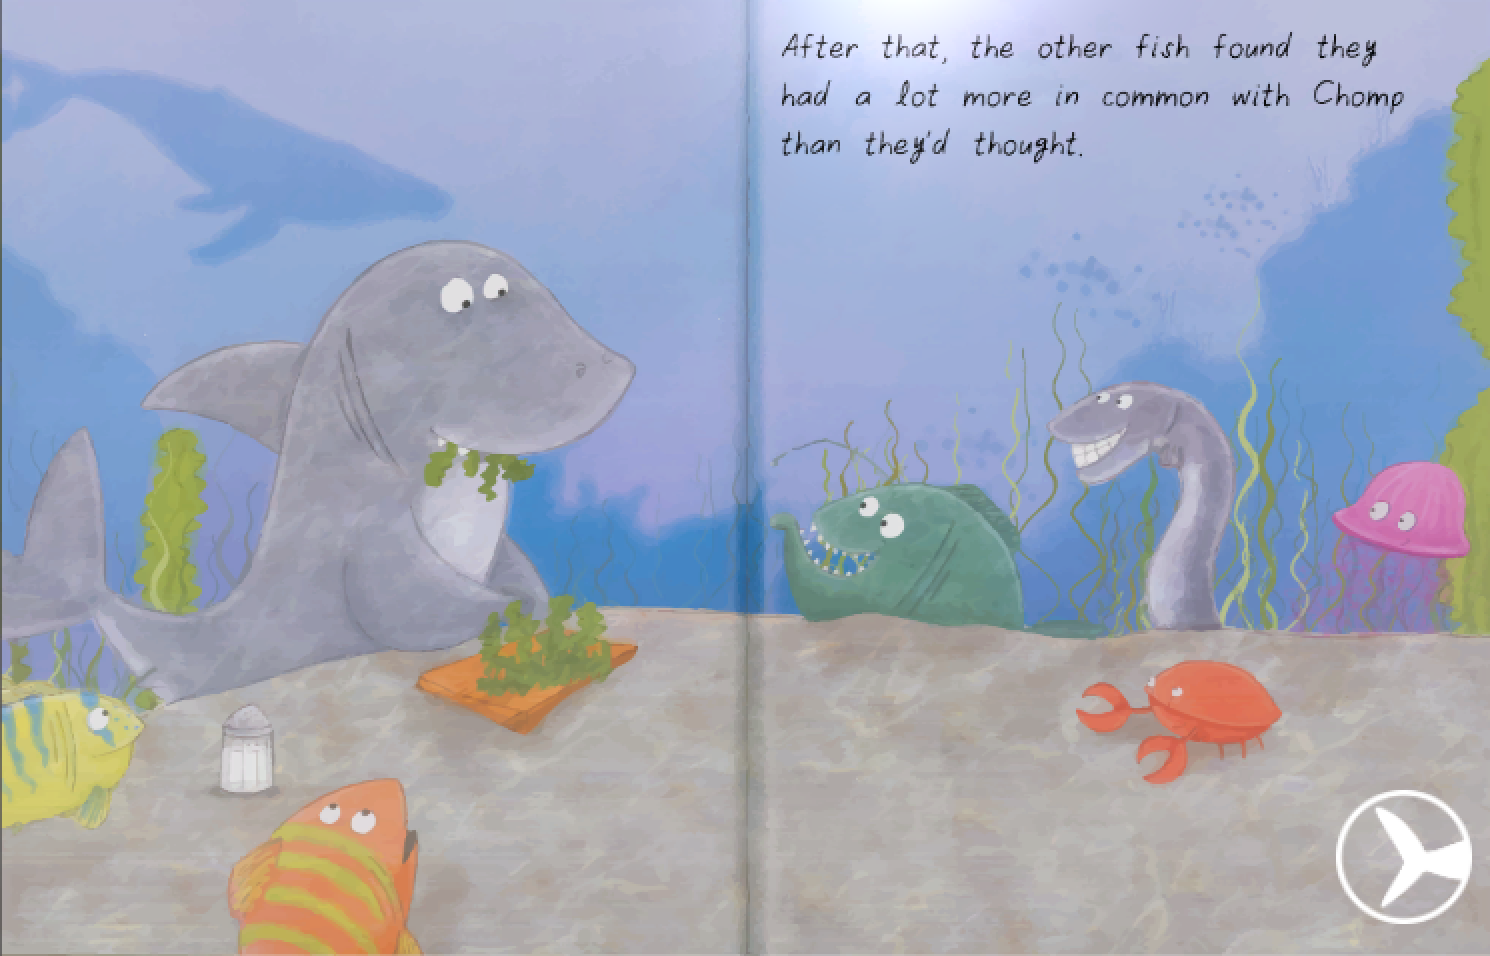 After that, the other fish found they
had a lot more in common with Chomp
than they'd thought.